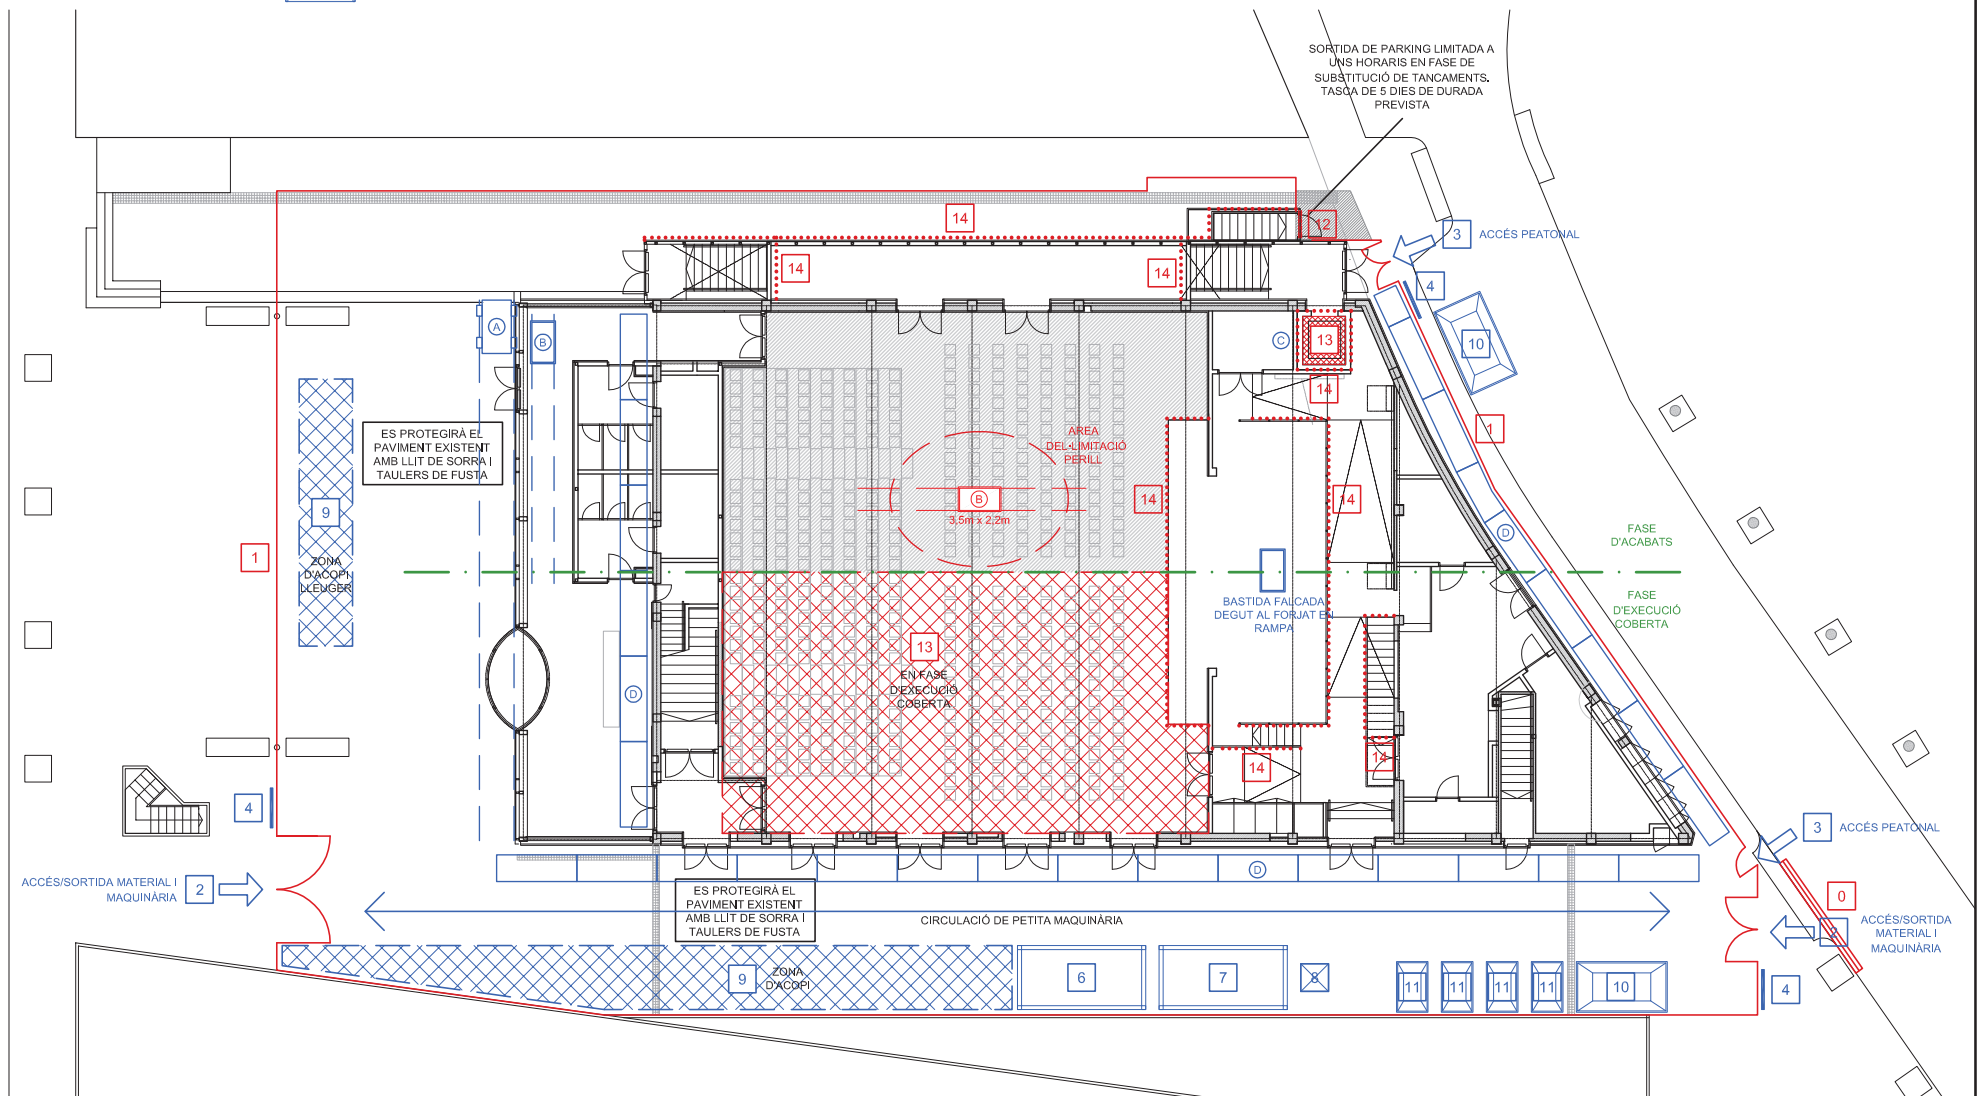 SORTIDA DE PARKING LIMITADA A
UNS HORARIS EN FASE DE
SUBSTITUCIÓ DE TANCAMENTS.
TASCA DE 5 DIES DE DURADA
PREVISTA
14
12
3 ACCÉS PEATONAL
14
14
4
A
B
C
13
10
14
1
ES PROTEGIRÀ EL
PAVIMENT EXISTENT
AMB LLIT DE SORRA I
TAULERS DE FUSTA
ÀREA
DEL·LIMITACIÓ
PERILL
B
3,5m x 2,2m
14
14
9
D
1
ZONA
D'ACOPI
LLEUGER
FASE
D'ACABATS
FASE
D'EXECUCIÓ
COBERTA
BASTIDA FALCADA
DEGUT AL FORJAT EN
RAMPA
13
EN FASE
D'EXECUCIÓ
COBERTA
D
14
14
4
3 ACCÉS PEATONAL
D
ACCÉS/SORTIDA MATERIAL I
MAQUINÀRIA
2
ES PROTEGIRÀ EL
PAVIMENT EXISTENT
AMB LLIT DE SORRA I
TAULERS DE FUSTA
CIRCULACIÓ DE PETITA MAQUINÀRIA
0
2
ACCÉS/SORTIDA
MATERIAL I
MAQUINÀRIA
9
ZONA
D'ACOPI
6
7
8
11
11
11
11
10
4